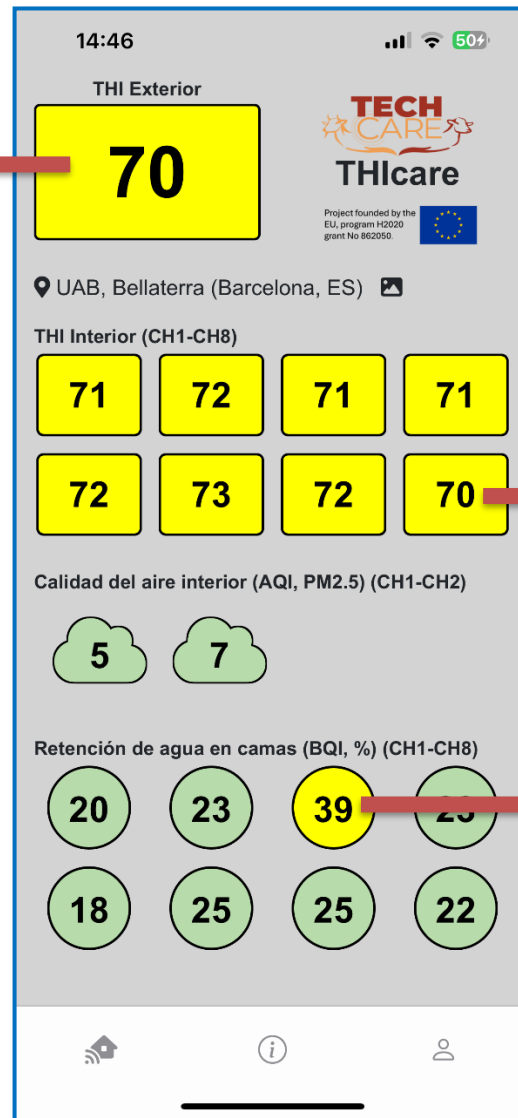 14:46
50
THI Exterior
70
TECH
CARE
THIcare
Project founded by the
EU, program H2020
grant No 862050.
UAB, Bellaterra (Barcelona, ES)
THI Interior (CH1-CH8)
71 72 71 71
72 73 72 70
Calidad del aire interior (AQI, PM2.5) (CH1-CH2)
5 7
Retención de agua en camas (BQI, %) (CH1-CH8)
20 23 39
18 25 25 22
i